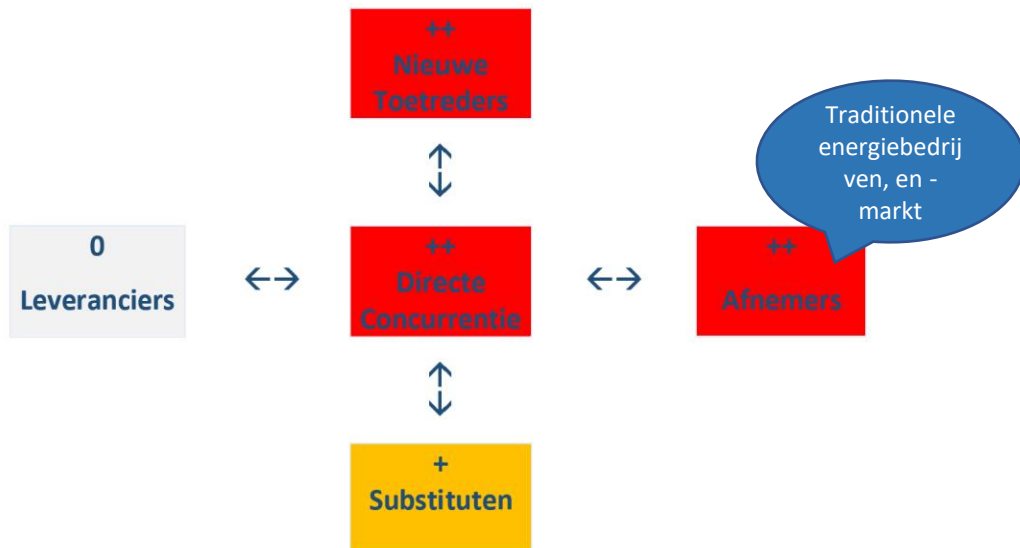 ++
Nieuwe
Toetreders
Traditionele
energiebedrij
ven, en -
markt
0
Leveranciers
++
Directe
Concurrentie
++
Afnemers
+
Substituten